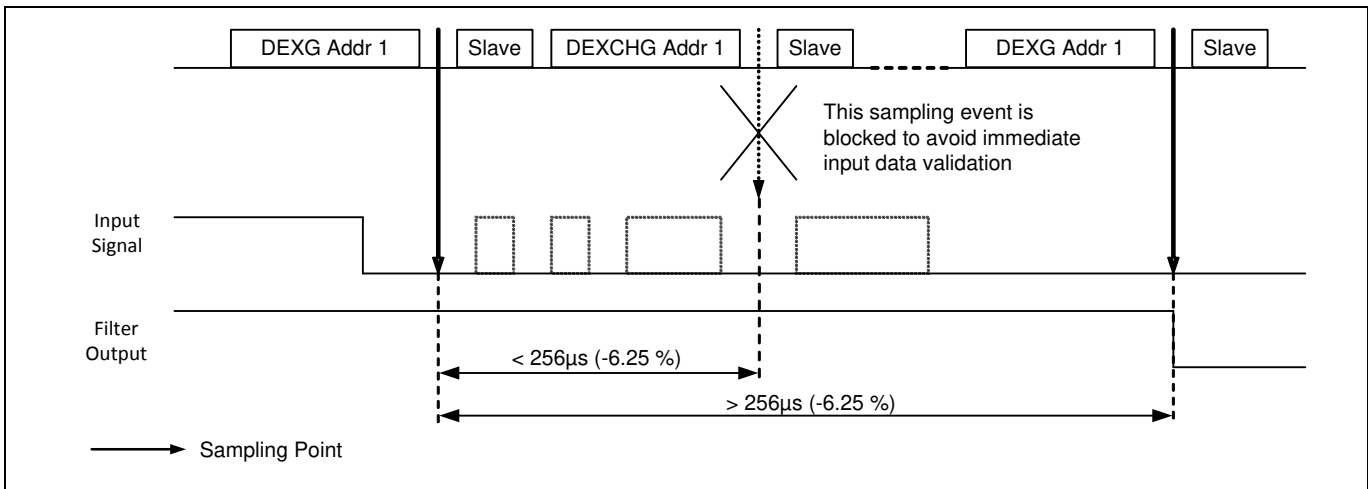 DEXG Addr 1
Slave
DEXCHG Addr 1
Slave
DEXG Addr 1
Slave
This sampling event is
blocked to avoid immediate
input data validation
Input
Signal
Filter
Output
< 256µs (-6.25 %)
> 256µs (-6.25 %)
Sampling Point